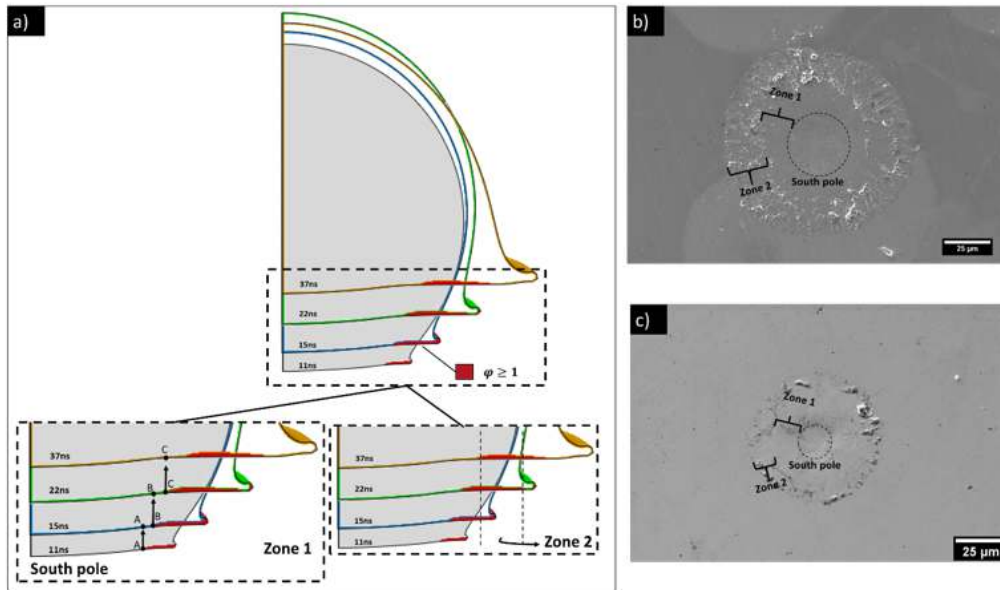 a)
37ns
22ns
15ns
11ns
φ ≥ 1
37ns
C
22ns
B
C
15ns
A
B
11ns
A
Zone 1
South pole
37ns
22ns
15ns
11ns
Zone 2
b)
Zone 1
Zone 2
South pole
25 µm
c)
Zone 1
South pole
Zone 2
25 µm